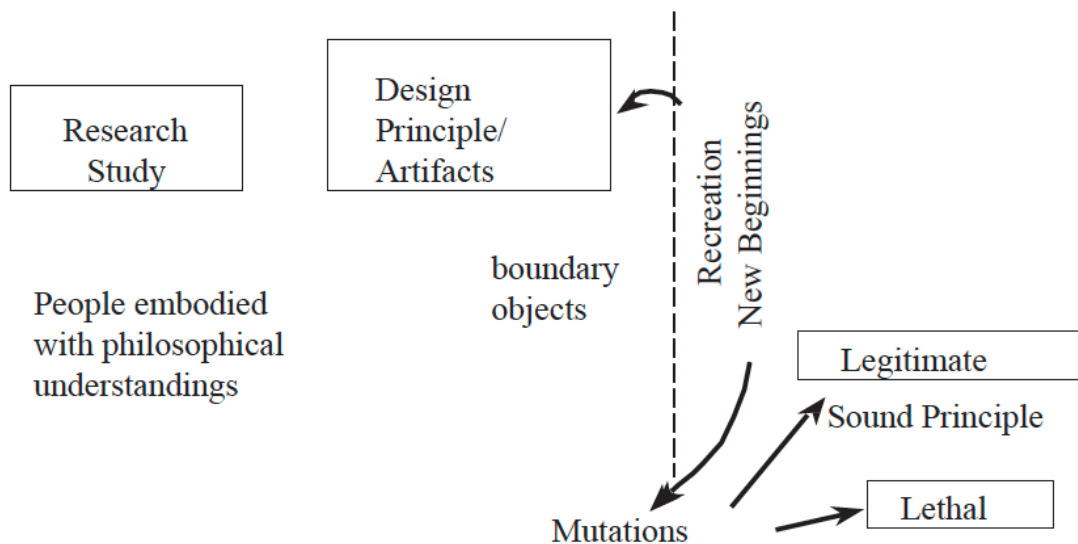 Research
Study
Design
Principle/
Artifacts
Recreation
New Beginnings
boundary
objects
People embodied
with philosophical
understandings
Legitimate
Sound Principle
Lethal
Mutations